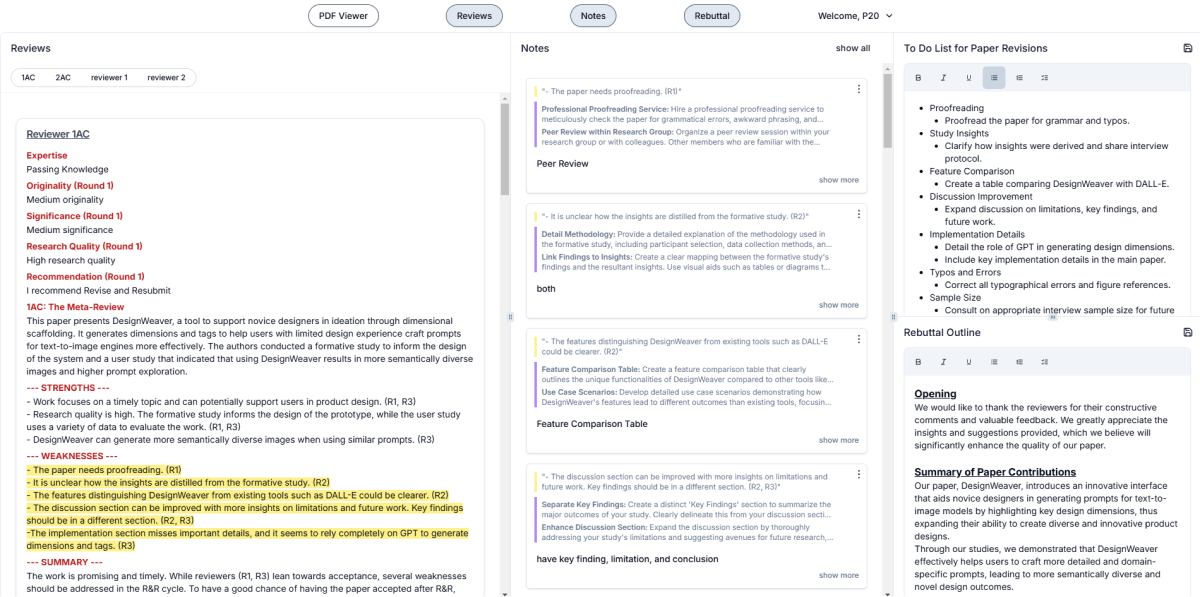 PDF Viewer
Reviews
Notes
Rebuttal
Welcome, P20
Reviews
1AC
2AC
reviewer 1
reviewer 2
Reviewer 1AC
Expertise
Passing Knowledge
Originality (Round 1)
Medium originality
Significance (Round 1)
Medium significance
Research Quality (Round 1)
High research quality
Recommendation (Round 1)
I recommend Revise and Resubmit
1AC: The Meta-Review
This paper presents DesignWeaver, a tool to support novice designers in ideation through dimensional
scaffolding. It generates dimensions and tags to help users with limited design experience craft prompts
for text-to-image engines more effectively. The authors conducted a formative study to inform the design
of the system and a user study that indicated that using DesignWeaver results in more semantically diverse
images and higher prompt exploration.
--- STRENGTHS ---
- Work focuses on a timely topic and can potentially support users in product design. (R1, R3)
- Research quality is high. The formative study informs the design of the prototype, while the user study
uses a variety of data to evaluate the work. (R1, R3)
- DesignWeaver can generate more semantically diverse images when using similar prompts. (R3)
--- WEAKNESSES ---
- The paper needs proofreading. (R1)
- It is unclear how the insights are distilled from the formative study. (R2)
- The features distinguishing DesignWeaver from existing tools such as DALL-E could be clearer. (R2)
- The discussion section can be improved with more insights on limitations and future work. Key findings
should be in a different section. (R2, R3)
-The implementation section misses important details, and it seems to rely completely on GPT to generate
dimensions and tags. (R3)
--- SUMMARY ---
The work is promising and timely. While reviewers (R1, R3) lean towards acceptance, several weaknesses
should be addressed in the R&R cycle. To have a good chance of having the paper accepted after R&R,
Notes
show all
"- The paper needs proofreading. (R1)"
Professional Proofreading Service: Hire a professional proofreading service to
meticulously check the paper for grammatical errors, awkward phrasing, and...
Peer Review within Research Group: Organize a peer review session within your
research group or with colleagues. Other members who are familiar with the...
Peer Review
show more
"- It is unclear how the insights are distilled from the formative study. (R2)"
Detail Methodology: Provide a detailed explanation of the methodology used in
the formative study, including participant selection, data collection methods, an...
Link Findings to Insights: Create a clear mapping between the formative study's
findings and the resultant insights. Use visual aids such as tables or diagrams t...
both
show more
"- The features distinguishing DesignWeaver from existing tools such as DALL-E
could be clearer. (R2)"
Feature Comparison Table: Create a feature comparison table that clearly
outlines the unique functionalities of DesignWeaver compared to other tools like...
Use Case Scenarios: Develop detailed use case scenarios demonstrating how
DesignWeaver's features lead to different outcomes than existing tools, focusin...
Feature Comparison Table
show more
"- The discussion section can be improved with more insights on limitations and
future work. Key findings should be in a different section. (R2, R3)"
Separate Key Findings: Create a distinct 'Key Findings' section to summarize the
major outcomes of your study. Clearly delineate this from your discussion secti...
Enhance Discussion Section: Expand the discussion section by thoroughly
addressing your study's limitations and suggesting avenues for future research,...
have key finding, limitation, and conclusion
show more
To Do List for Paper Revisions
B I U
• Proofreading
• Proofread the paper for grammar and typos.
• Study Insights
• Clarify how insights were derived and share interview
protocol.
• Feature Comparison
• Create a table comparing DesignWeaver with DALL-E.
• Discussion Improvement
• Expand discussion on limitations, key findings, and
future work.
• Implementation Details
• Detail the role of GPT in generating design dimensions.
• Include key implementation details in the main paper.
• Typos and Errors
• Correct all typographical errors and figure references.
• Sample Size
• Consult on appropriate interview sample size for future
Rebuttal Outline
B I U
Opening
We would like to thank the reviewers for their constructive
comments and valuable feedback. We greatly appreciate the
insights and suggestions provided, which we believe will
significantly enhance the quality of our paper.
Summary of Paper Contributions
Our paper, DesignWeaver, introduces an innovative interface
that aids novice designers in generating prompts for text-to-
image models by highlighting key design dimensions, thus
expanding their ability to create diverse and innovative product
designs.
Through our studies, we demonstrated that DesignWeaver
effectively helps users to craft more detailed and domain-
specific prompts, leading to more semantically diverse and
novel design outcomes.